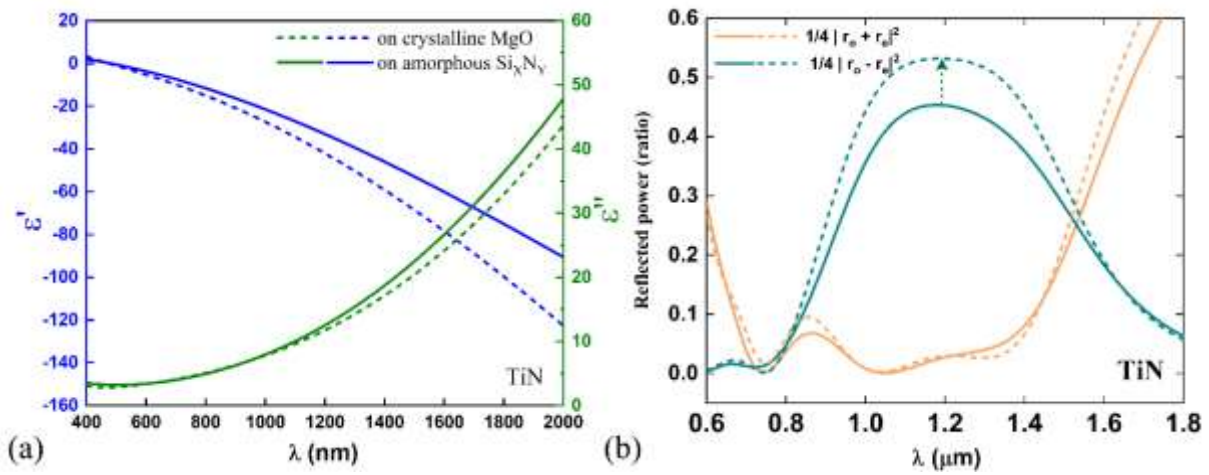 20
0
-20
-40
-60
-80
-100
-120
-140
-160
ε'
400 600 800 1000 1200 1400 1600 1800 2000
λ (nm)
60
50
40
30
20
10
0
ε''
on crystalline MgO
on amorphous SiXNY
TiN
(a)
0.6
0.5
0.4
0.3
0.2
0.1
0.0
Reflected power (ratio)
1/4 | ro + re|2
1/4 | ro - re|2
TiN
0.6 0.8 1.0 1.2 1.4 1.6 1.8
λ (μm)
(b)